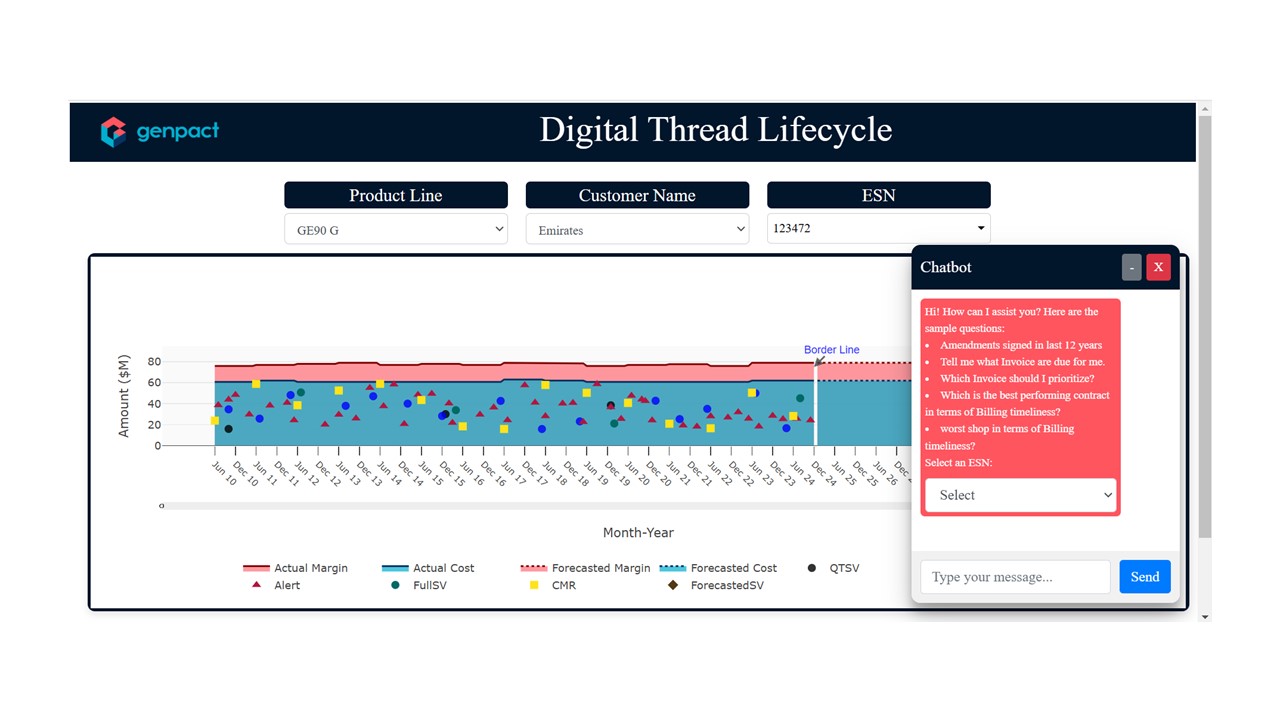 genpact
Digital Thread Lifecycle
Product Line
Customer Name
ESN
GE90 G
Emirates
123472
Chatbot
-
X
Hi! How can I assist you? Here are the
sample questions:
• Amendments signed in last 12 years
• Tell me what Invoice are due for me.
• Which Invoice should I prioritize?
• Which is the best performing contract
in terms of Billing timeliness?
• worst shop in terms of Billing
timeliness?
Select an ESN:
Select
Type your message...
Send
Border Line
Amount ($M)
80
60
40
20
0
Jun 10
Dec 10
Jun 11
Dec 11
Jun 12
Dec 12
Jun 13
Dec 13
Jun 14
Dec 14
Jun 15
Dec 15
Jun 16
Dec 16
Jun 17
Dec 17
Jun 18
Dec 18
Jun 19
Dec 19
Jun 20
Dec 20
Jun 21
Dec 21
Jun 22
Dec 22
Jun 23
Dec 23
Jun 24
Dec 24
Jun 25
Dec 25
Jun 26
Month-Year
Actual Margin
Actual Cost
Forecasted Margin
Forecasted Cost
QTSV
Alert
FullSV
CMR
ForecastedSV